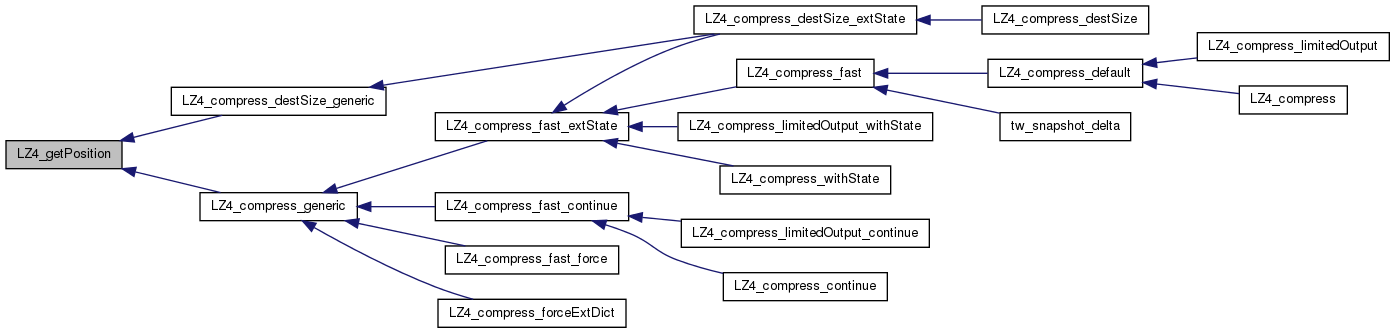 LZ4_getPosition
LZ4_compress_destSize_generic
LZ4_compress_generic
LZ4_compress_destSize_extState
LZ4_compress_destSize
LZ4_compress_fast_extState
LZ4_compress_fast
LZ4_compress_default
LZ4_compress_limitedOutput
LZ4_compress
tw_snapshot_delta
LZ4_compress_limitedOutput_withState
LZ4_compress_withState
LZ4_compress_fast_continue
LZ4_compress_limitedOutput_continue
LZ4_compress_continue
LZ4_compress_fast_force
LZ4_compress_forceExtDict